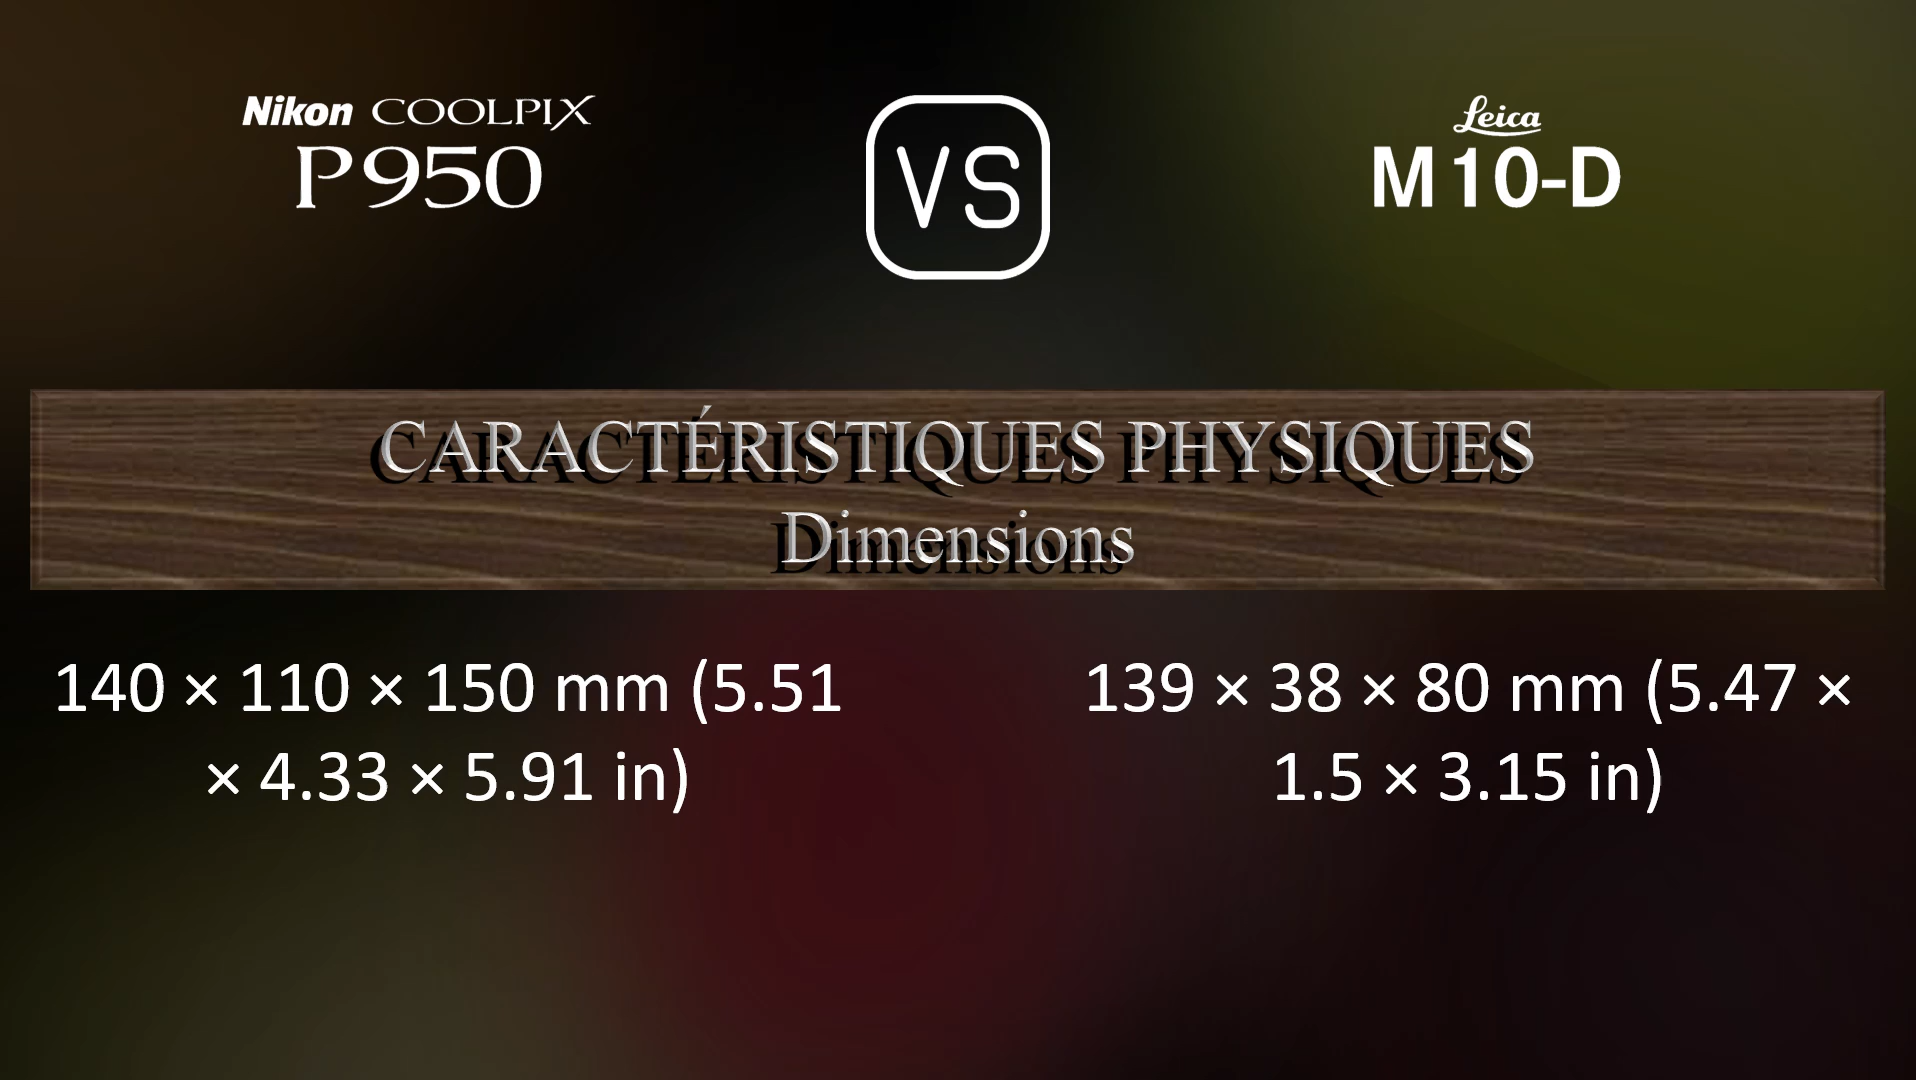 Nikon COOLPIX
P950
VS
Leica
M10-D
CARACTÉRISTIQUES PHYSIQUES
Dimensions
140 × 110 × 150 mm (5.51
× 4.33 × 5.91 in)
139 × 38 × 80 mm (5.47 ×
1.5 × 3.15 in)